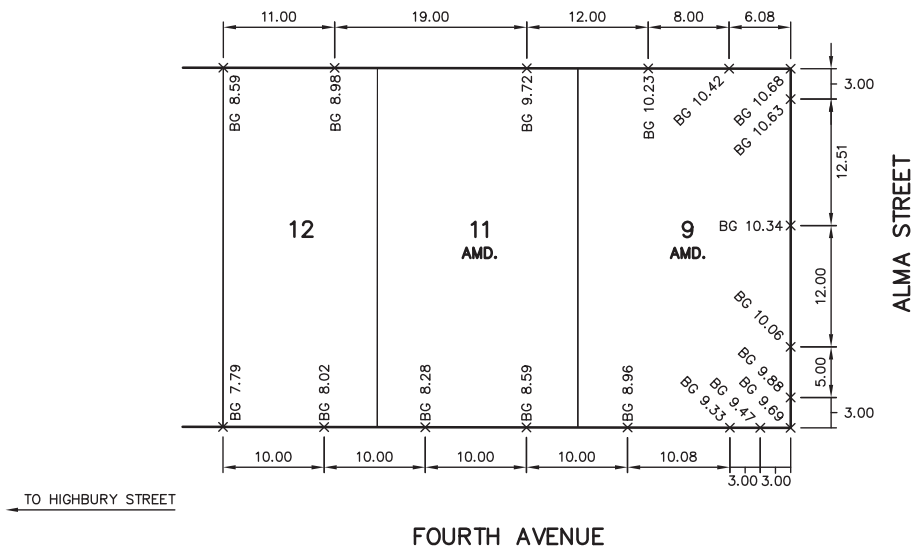 11.00 19.00 12.00 8.00 6.08
BG 8.59 BG 8.98 BG 9.72 BG 10.23 BG 10.42 BG 10.68
3.00
BG 10.63
12.51
12 11 9 BG 10.34
AMD. AMD.
ALMA STREET
12.00
BG 10.06
BG 7.79 BG 8.02 BG 8.28 BG 8.59 BG 8.96 BG 9.33 BG 9.47 BG 9.69 BG 9.88
5.00
3.00
10.00 10.00 10.00 10.00 10.08 3.00 3.00
TO HIGHBURY STREET
FOURTH AVENUE